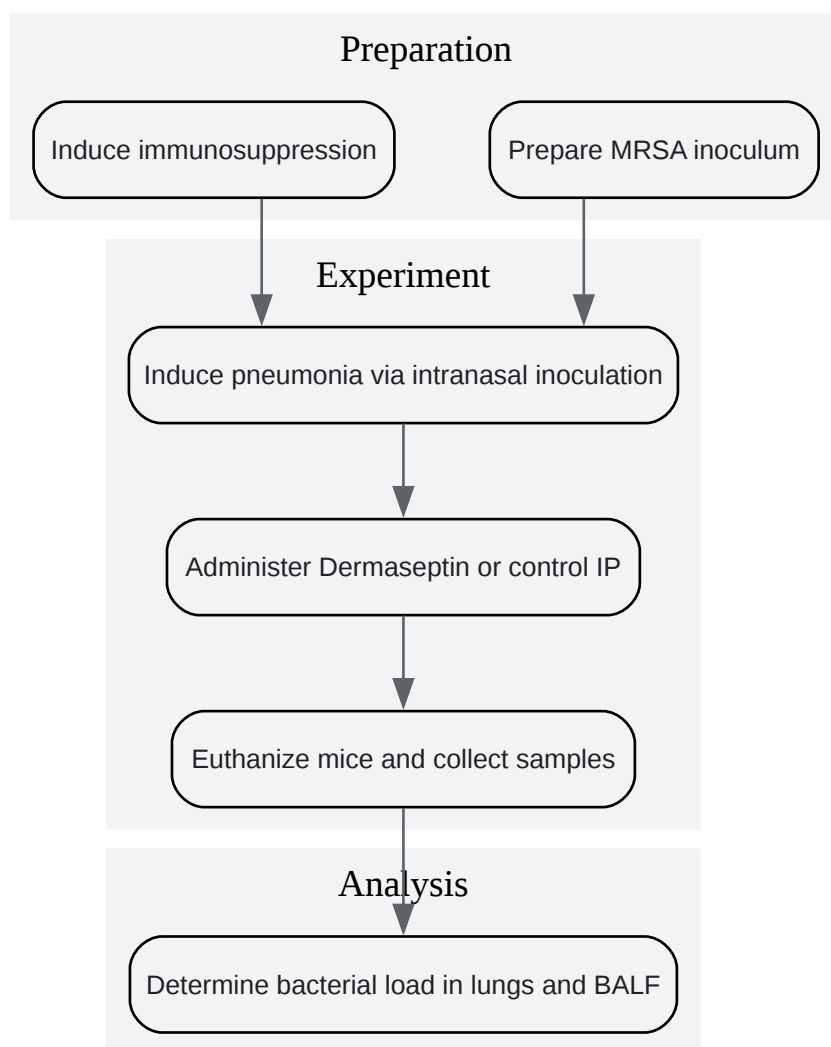 Preparation
Induce immunosuppression
Prepare MRSA inoculum
Experiment
Induce pneumonia via intranasal inoculation
Administer Dermaseptin or control IP
Euthanize mice and collect samples
Analysis
Determine bacterial load in lungs and BALF